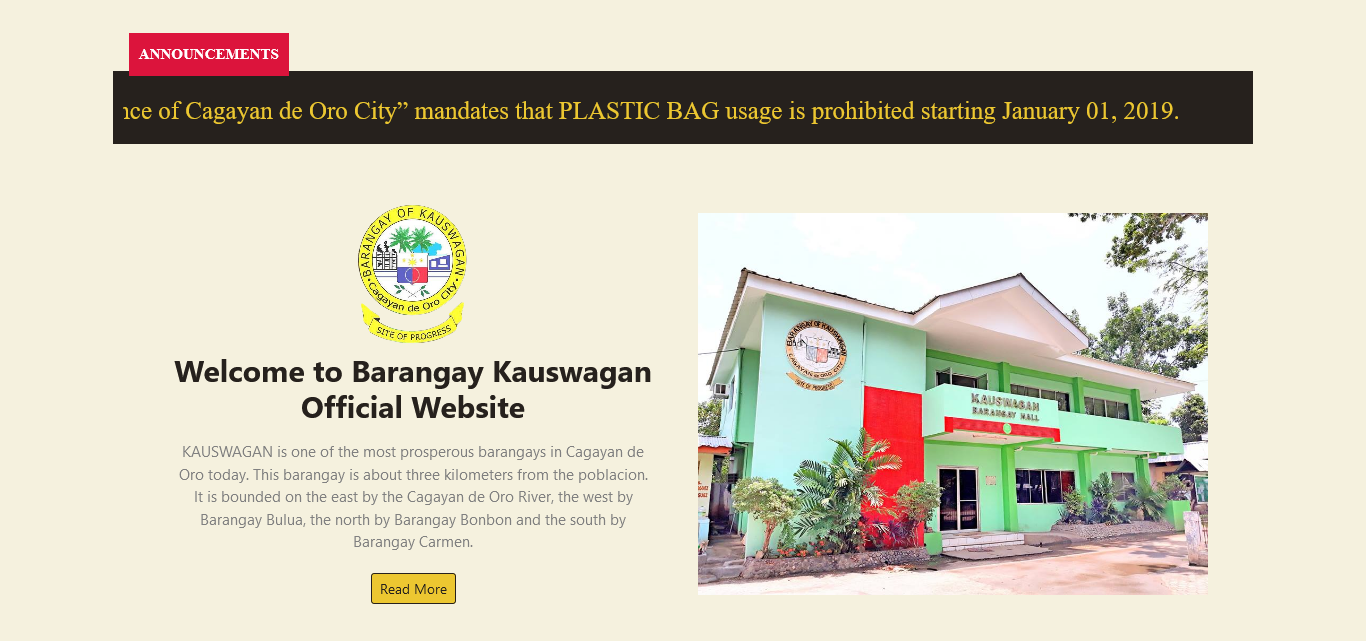 ANNOUNCEMENTS
nce of Cagayan de Oro City” mandates that PLASTIC BAG usage is prohibited starting January 01, 2019.
BARANGAY OF KAUSWAGAN
Cagayan de Oro City
SITE OF PROGRESS
Welcome to Barangay Kauswagan
Official Website
KAUSWAGAN is one of the most prosperous barangays in Cagayan de
Oro today. This barangay is about three kilometers from the poblacion.
It is bounded on the east by the Cagayan de Oro River, the west by
Barangay Bulua, the north by Barangay Bonbon and the south by
Barangay Carmen.
Read More
BARANGAY OF KAUSWAGAN
CAGAYAN de ORO CITY
SITE OF PROGRESS
KAUSWAGAN
BARANGAY HALL